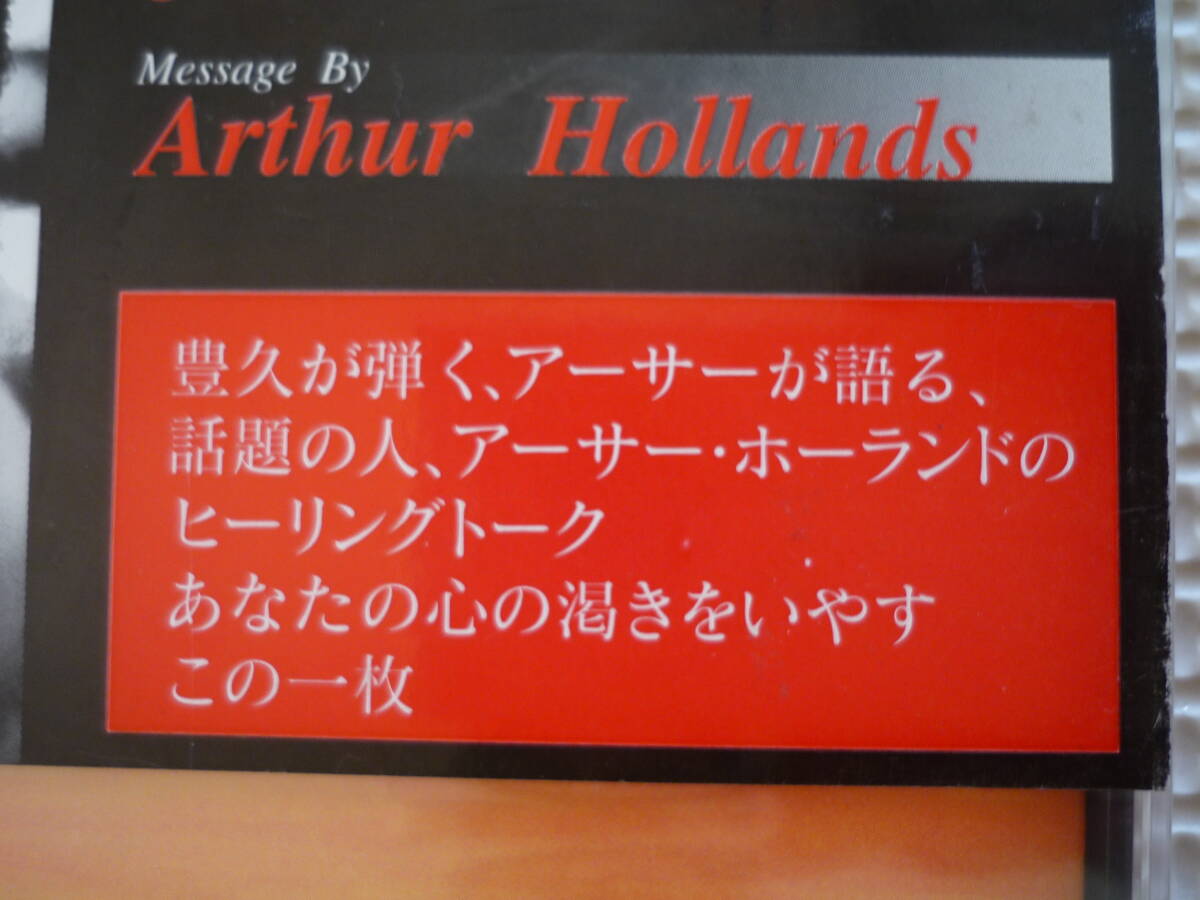 Message By
Arthur Hollands
豊久が弾く、アーサーが語る、
話題の人、アーサー・ホーランドの
ヒーリングトーク
あなたの心の渇きをいやす
この一枚